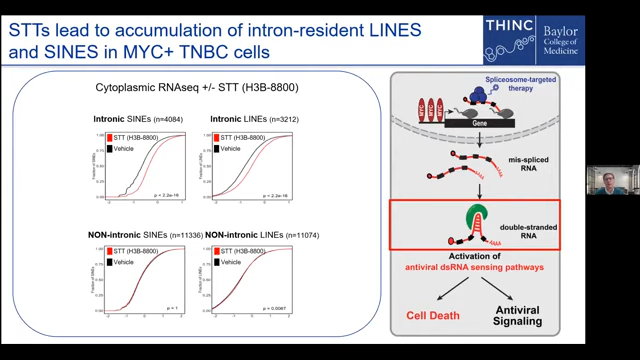 STTs lead to accumulation of intron-resident LINES
and SINES in MYC+ TNBC cells
THINC
Baylor
College of
Medicine
Cytoplasmic RNAseq +/- STT (H3B-8800)
Intronic SINEs (n=4084)
STT (H3B-8800)
Vehicle
p < 2.2e-16
Intronic LINEs (n=3212)
STT (H3B-8800)
Vehicle
p < 2.2e-16
NON-intronic SINEs (n=11336)
STT (H3B-8800)
Vehicle
p = 1
NON-intronic LINEs (n=11074)
STT (H3B-8800)
Vehicle
p = 0.0067
Spliceosome-targeted
therapy
MYC MYC MYC
Gene
mis-spliced
RNA
double-stranded
RNA
Activation of
antiviral dsRNA sensing pathways
Cell Death
Antiviral
Signaling